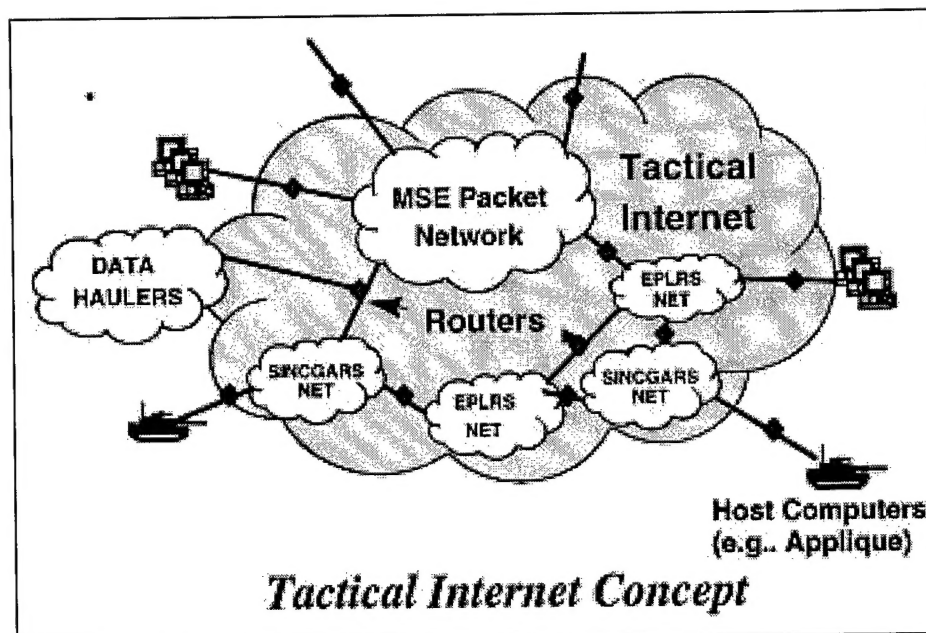 Tactical
Internet
MSE Packet
Network
DATA
HAULERS
EPLRS
NET
Routers
SINCGARS
NET
EPLRS
NET
SINCGARS
NET
Host Computers
(e.g.. Applique)
Tactical Internet Concept